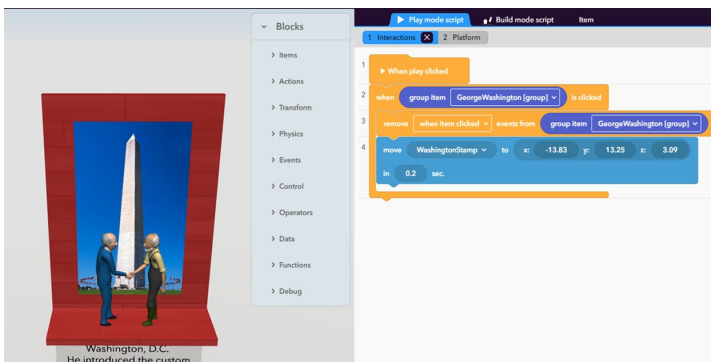 Blocks
Items
Actions
Transform
Physics
Events
Control
Operators
Data
Functions
Debug
Play mode script Build mode script Item
1 Interactions X 2 Platform
1 When play clicked
2 when group item GeorgeWashington [group] is clicked
3 remove when item clicked events from group item GeorgeWashington [group]
4 move WashingtonStamp to x: -13.83 y: 13.25 z: 3.09
in 0.2 sec.
Washington, D.C.
He introduced the custom